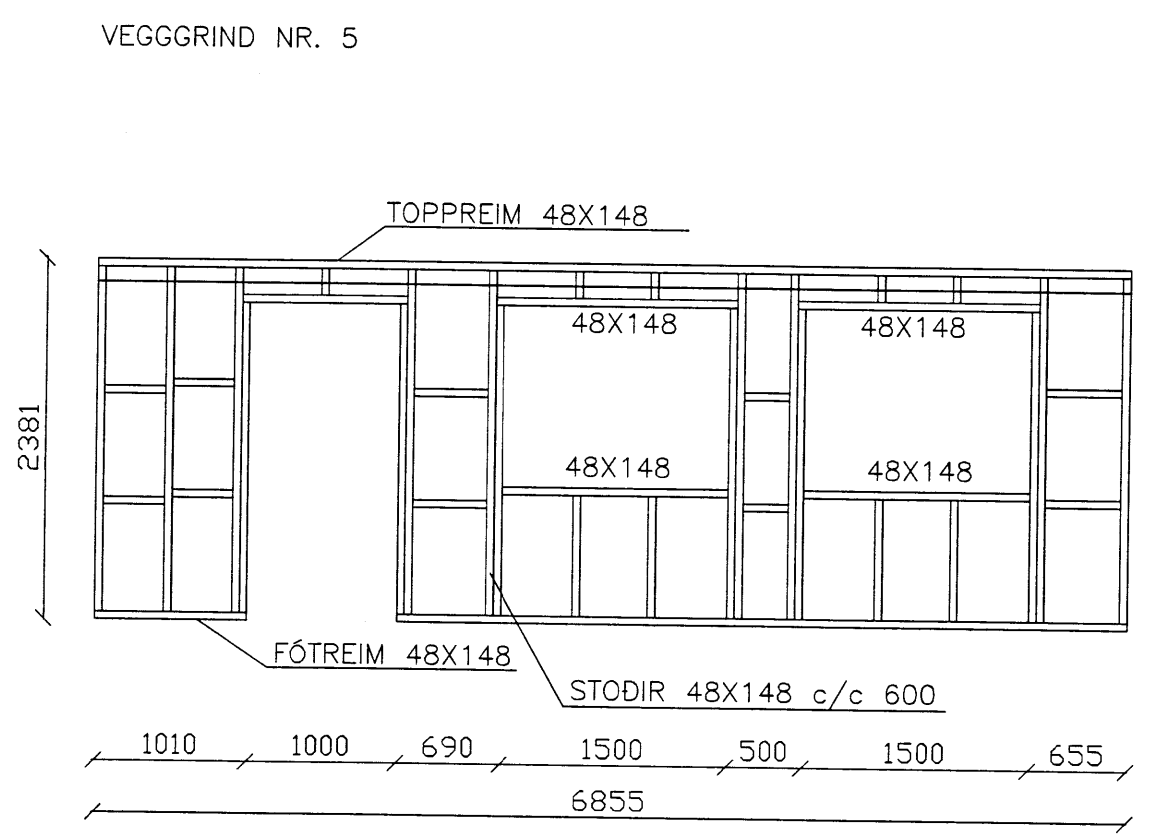 VEGGGRIND NR. 5
TOPPREIM 48X148
48X148
48X148
2381
48X148
48X148
FÓTREIM 48X148
STOÐIR 48X148 c/c 600
1010
1000
690
1500
500
1500
655
6855